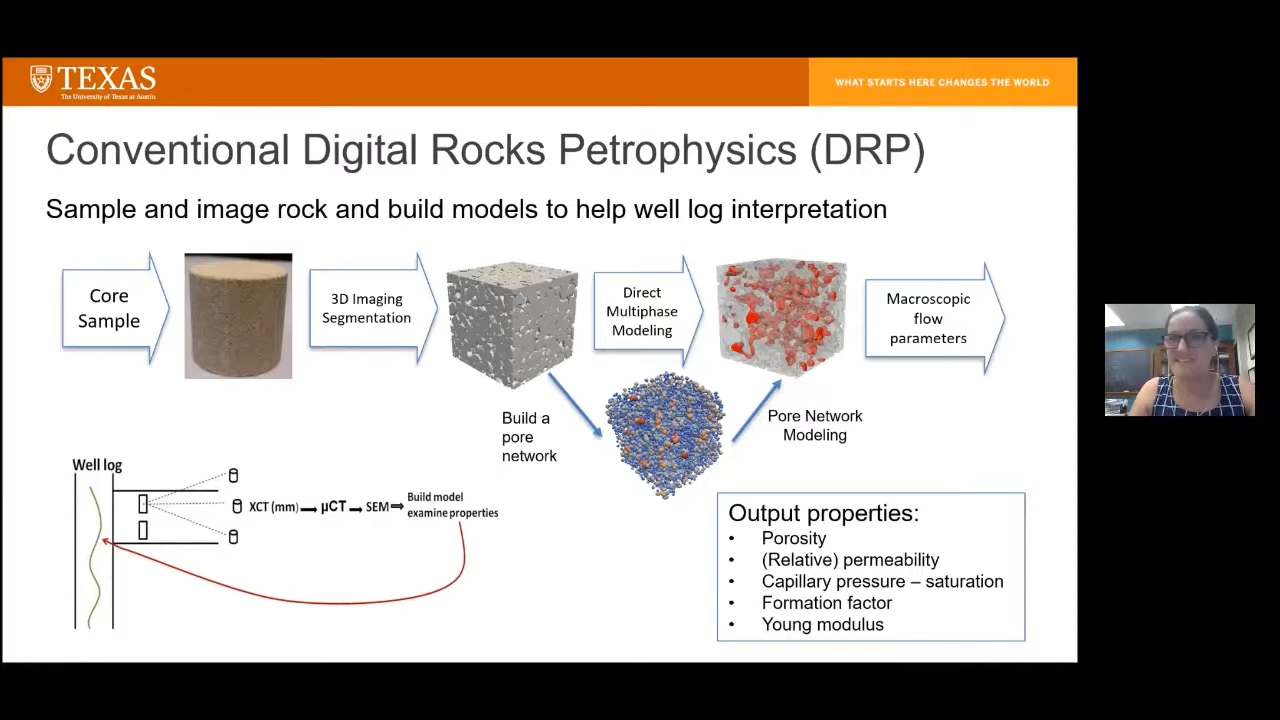 TEXAS
The University of Texas at Austin
WHAT STARTS HERE CHANGES THE WORLD
Conventional Digital Rocks Petrophysics (DRP)
Sample and image rock and build models to help well log interpretation
Core
Sample
3D Imaging
Segmentation
Direct
Multiphase
Modeling
Macroscopic
flow
parameters
Build a
pore
network
Pore Network
Modeling
Well log
XCT (mm)
µCT
SEM
Build model
examine properties
Output properties:
• Porosity
• (Relative) permeability
• Capillary pressure – saturation
• Formation factor
• Young modulus